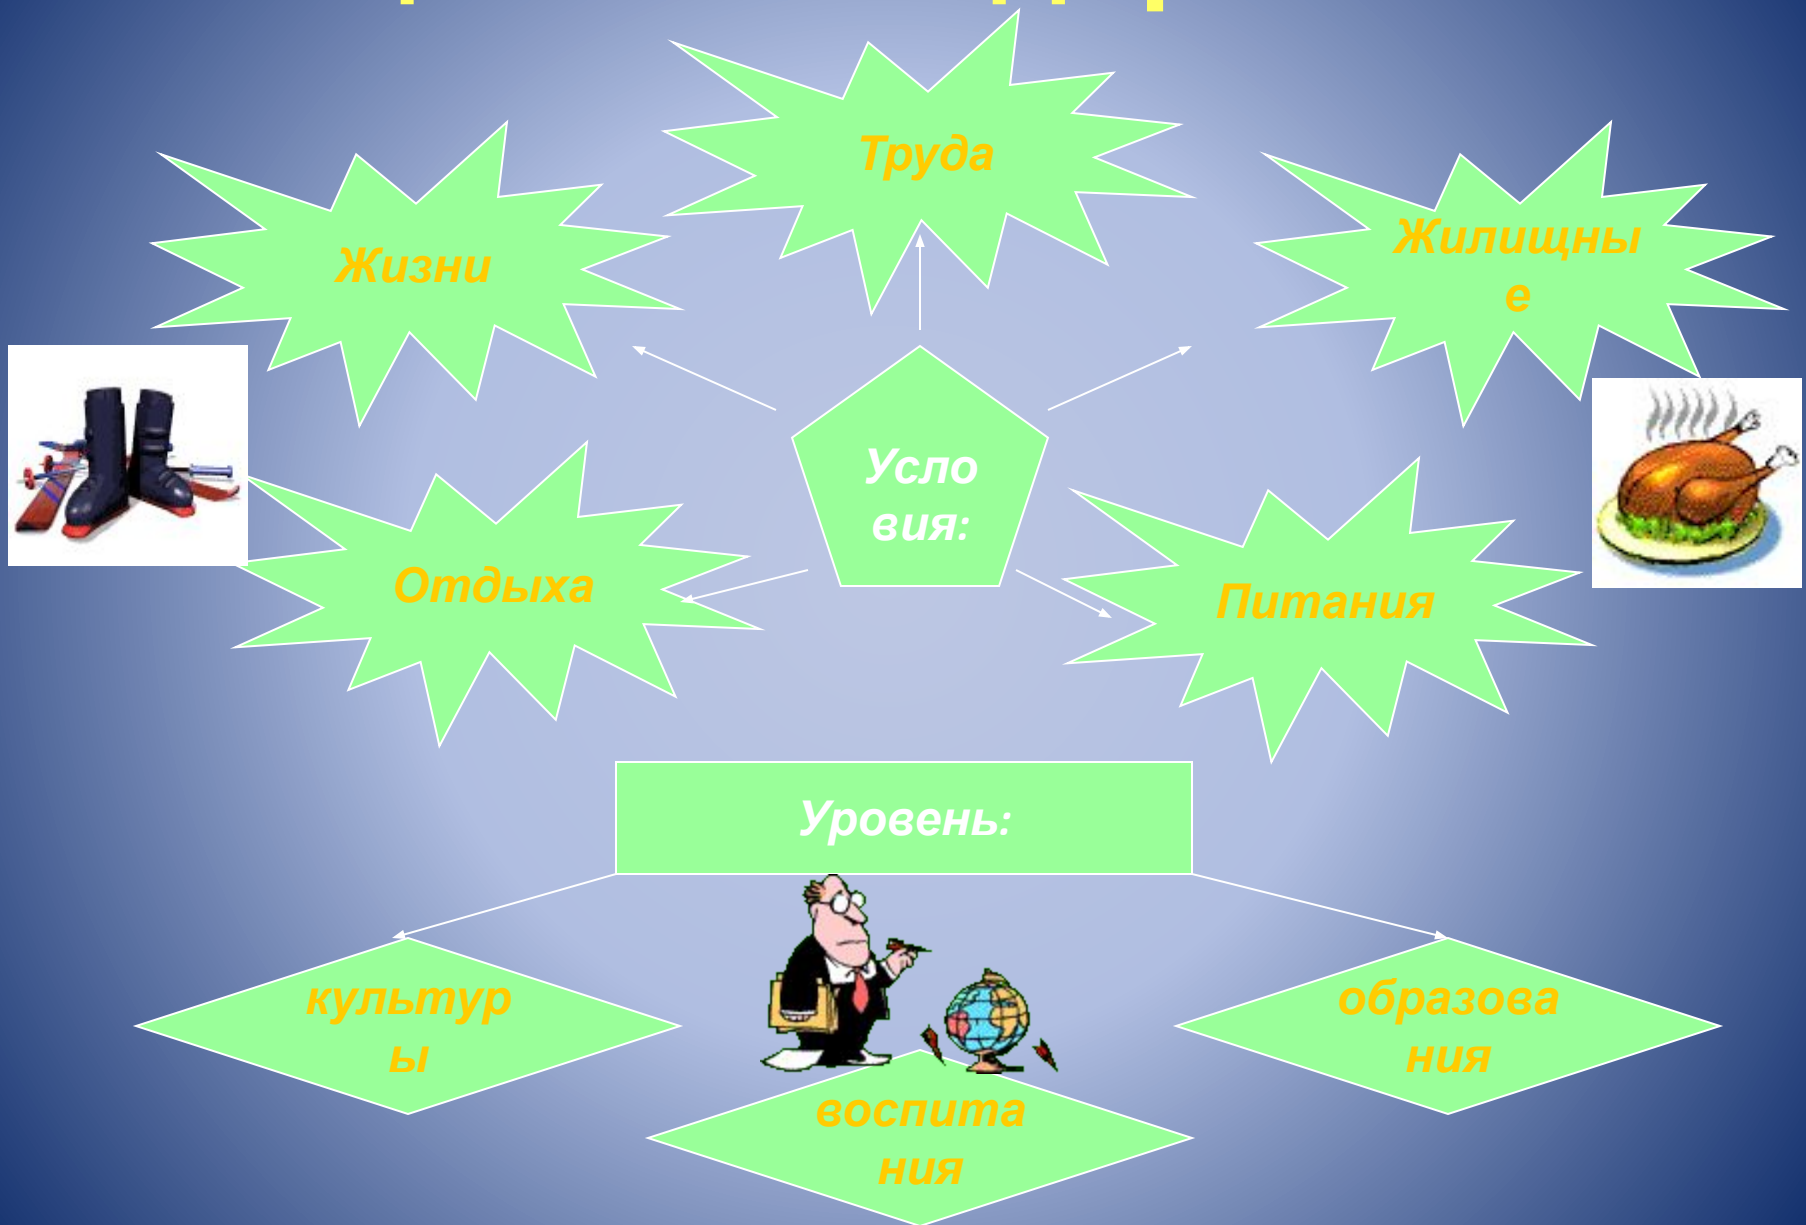 Труда
Жизни
Жилищны
е
Усло
вия:
Отдыха
Питания
Уровень:
культур
ы
образова
ния
воспита
ния